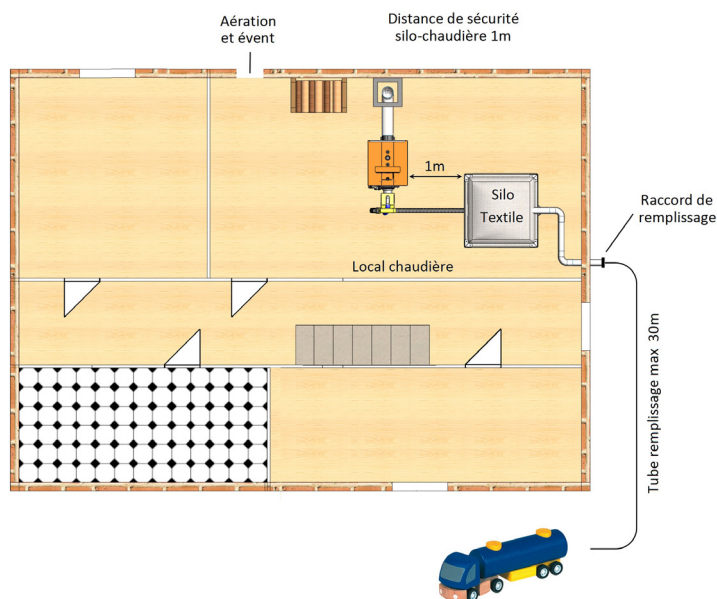 Aération
et évent
Distance de sécurité
silo-chaudière 1m
1m
Silo
Textile
Raccord de
remplissage
Local chaudière
Tube remplissage max 30m